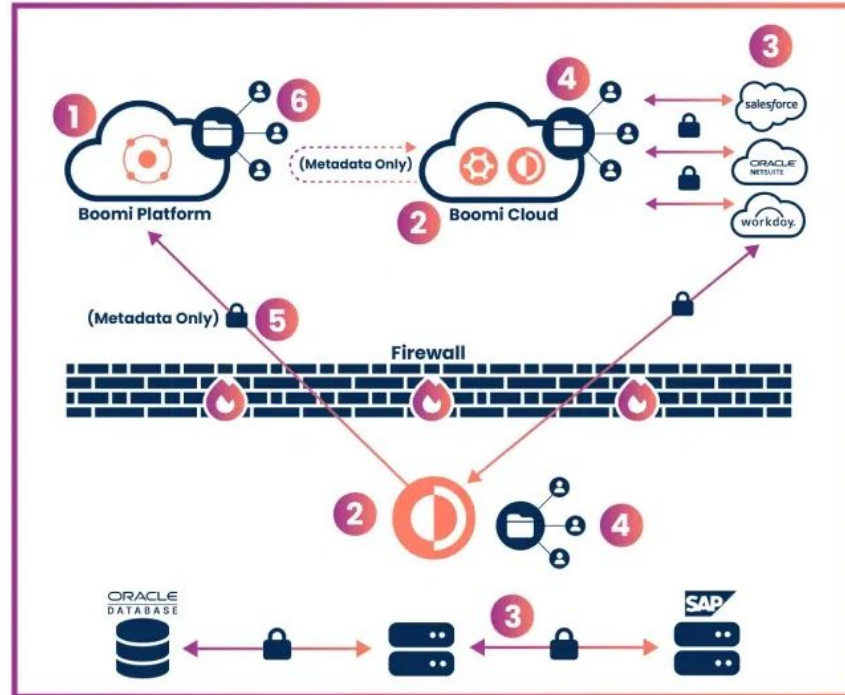 1
6
Boomi Platform
(Metadata Only)
4
2
Boomi Cloud
3
salesforce
ORACLE
NETSUITE
workday.
(Metadata Only)
5
Firewall
2
4
ORACLE
DATABASE
3
SAP